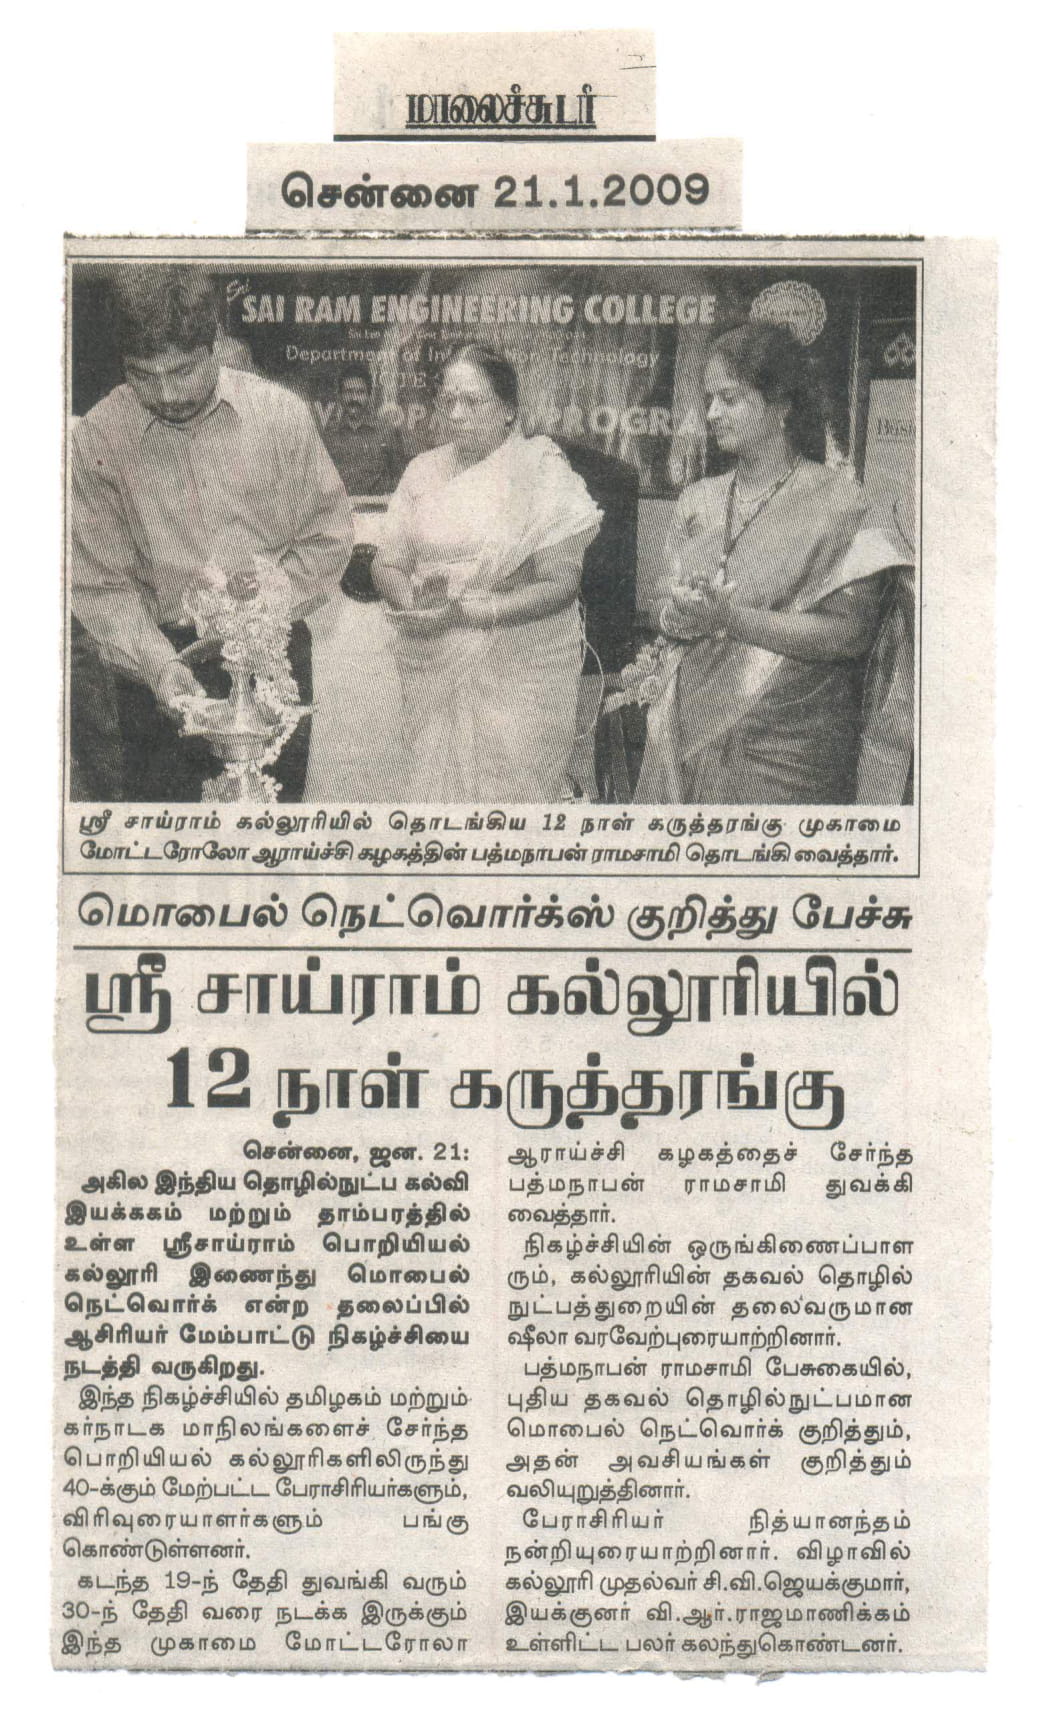 மாலைச்சுடர்
சென்னை 21.1.2009
Sri
SAI RAM ENGINEERING COLLEGE
Department of Technology
PROGRA
ஸ்ரீ சாய்ராம் கல்லூரியில் தொடங்கிய 12 நாள் கருத்தரங்கு முகாமை
மோட்டரோலோ ஆராய்ச்சி கழகத்தின் பத்மநாபன் ராமசாமி தொடங்கி வைத்தார்.
மொபைல் நெட்வொர்க்ஸ் குறித்து பேச்சு
ஸ்ரீ சாய்ராம் கல்லூரியில்
12 நாள் கருத்தரங்கு
சென்னை, ஜன. 21:
அகில இந்திய தொழில்நுட்ப கல்வி
இயக்ககம் மற்றும் தாம்பரத்தில்
உள்ள ஸ்ரீசாய்ராம் பொறியியல்
கல்லூரி இணைந்து மொபைல்
நெட்வொர்க் என்ற தலைப்பில்
ஆசிரியர் மேம்பாட்டு நிகழ்ச்சியை
நடத்தி வருகிறது.
இந்த நிகழ்ச்சியில் தமிழகம் மற்றும்
கர்நாடக மாநிலங்களைச் சேர்ந்த
பொறியியல் கல்லூரிகளிலிருந்து
40-க்கும் மேற்பட்ட பேராசிரியர்களும்,
விரிவுரையாளர்களும் பங்கு
கொண்டுள்ளனர்.
கடந்த 19-ந் தேதி துவங்கி வரும்
30-ந் தேதி வரை நடக்க இருக்கும்
இந்த முகாமை மோட்டரோலா
ஆராய்ச்சி கழகத்தைச் சேர்ந்த
பத்மநாபன் ராமசாமி துவக்கி
வைத்தார்.
நிகழ்ச்சியின் ஒருங்கிணைப்பாள
ரும், கல்லூரியின் தகவல் தொழில்
நுட்பத்துறையின் தலைவருமான
ஷீலா வரவேற்புரையாற்றினார்.
பத்மநாபன் ராமசாமி பேசுகையில்,
புதிய தகவல் தொழில்நுட்பமான
மொபைல் நெட்வொர்க் குறித்தும்,
அதன் அவசியங்கள் குறித்தும்
வலியுறுத்தினார்.
பேராசிரியர் நித்யானந்தம்
நன்றியுரையாற்றினார். விழாவில்
கல்லூரி முதல்வர் சி.வி.ஜெயக்குமார்,
இயக்குனர் வி.ஆர்.ராஜமாணிக்கம்
உள்ளிட்ட பலர் கலந்துகொண்டனர்.